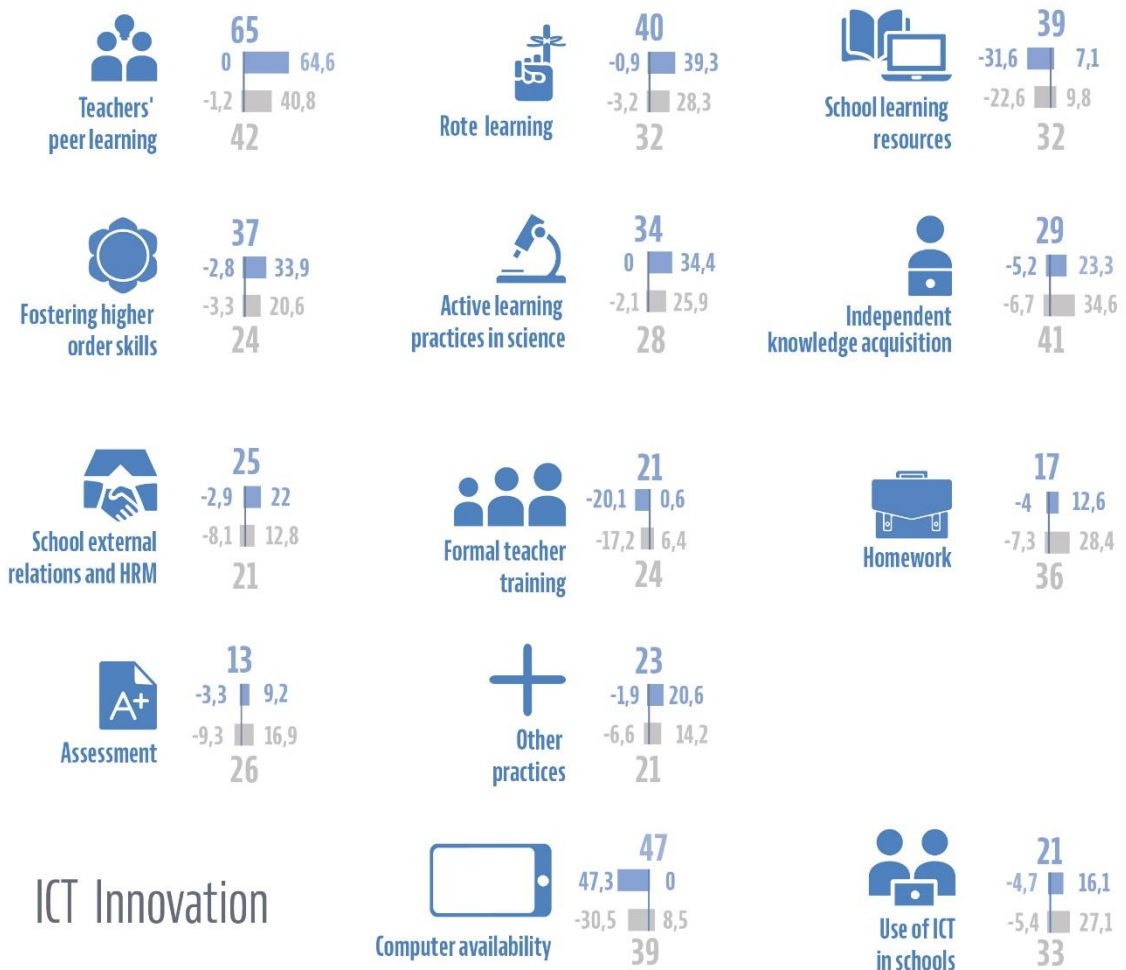 65
0 64,6
-1,2 40,8
42
Teachers'
peer learning
40
-0,9 39,3
-3,2 28,3
32
Rote learning
39
-31,6 7,1
-22,6 9,8
32
School learning
resources
37
-2,8 33,9
-3,3 20,6
24
Fostering higher
order skills
34
0 34,4
-2,1 25,9
28
Active learning
practices in science
29
-5,2 23,3
-6,7 34,6
41
Independent
knowledge acquisition
25
-2,9 22
-8,1 12,8
21
School external
relations and HRM
21
-20,1 0,6
-17,2 6,4
24
Formal teacher
training
17
-4 12,6
-7,3 28,4
36
Homework
13
-3,3 9,2
-9,3 16,9
26
A+
Assessment
23
-1,9 20,6
-6,6 14,2
21
Other
practices
ICT Innovation
47
47,3 0
-30,5 8,5
39
Computer availability
21
-4,7 16,1
-5,4 27,1
33
Use of ICT
in schools